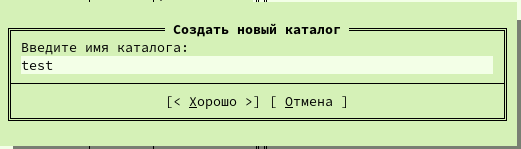 Создать новый каталог
Введите имя каталога:
test
[< Хорошо >] [ Отмена ]